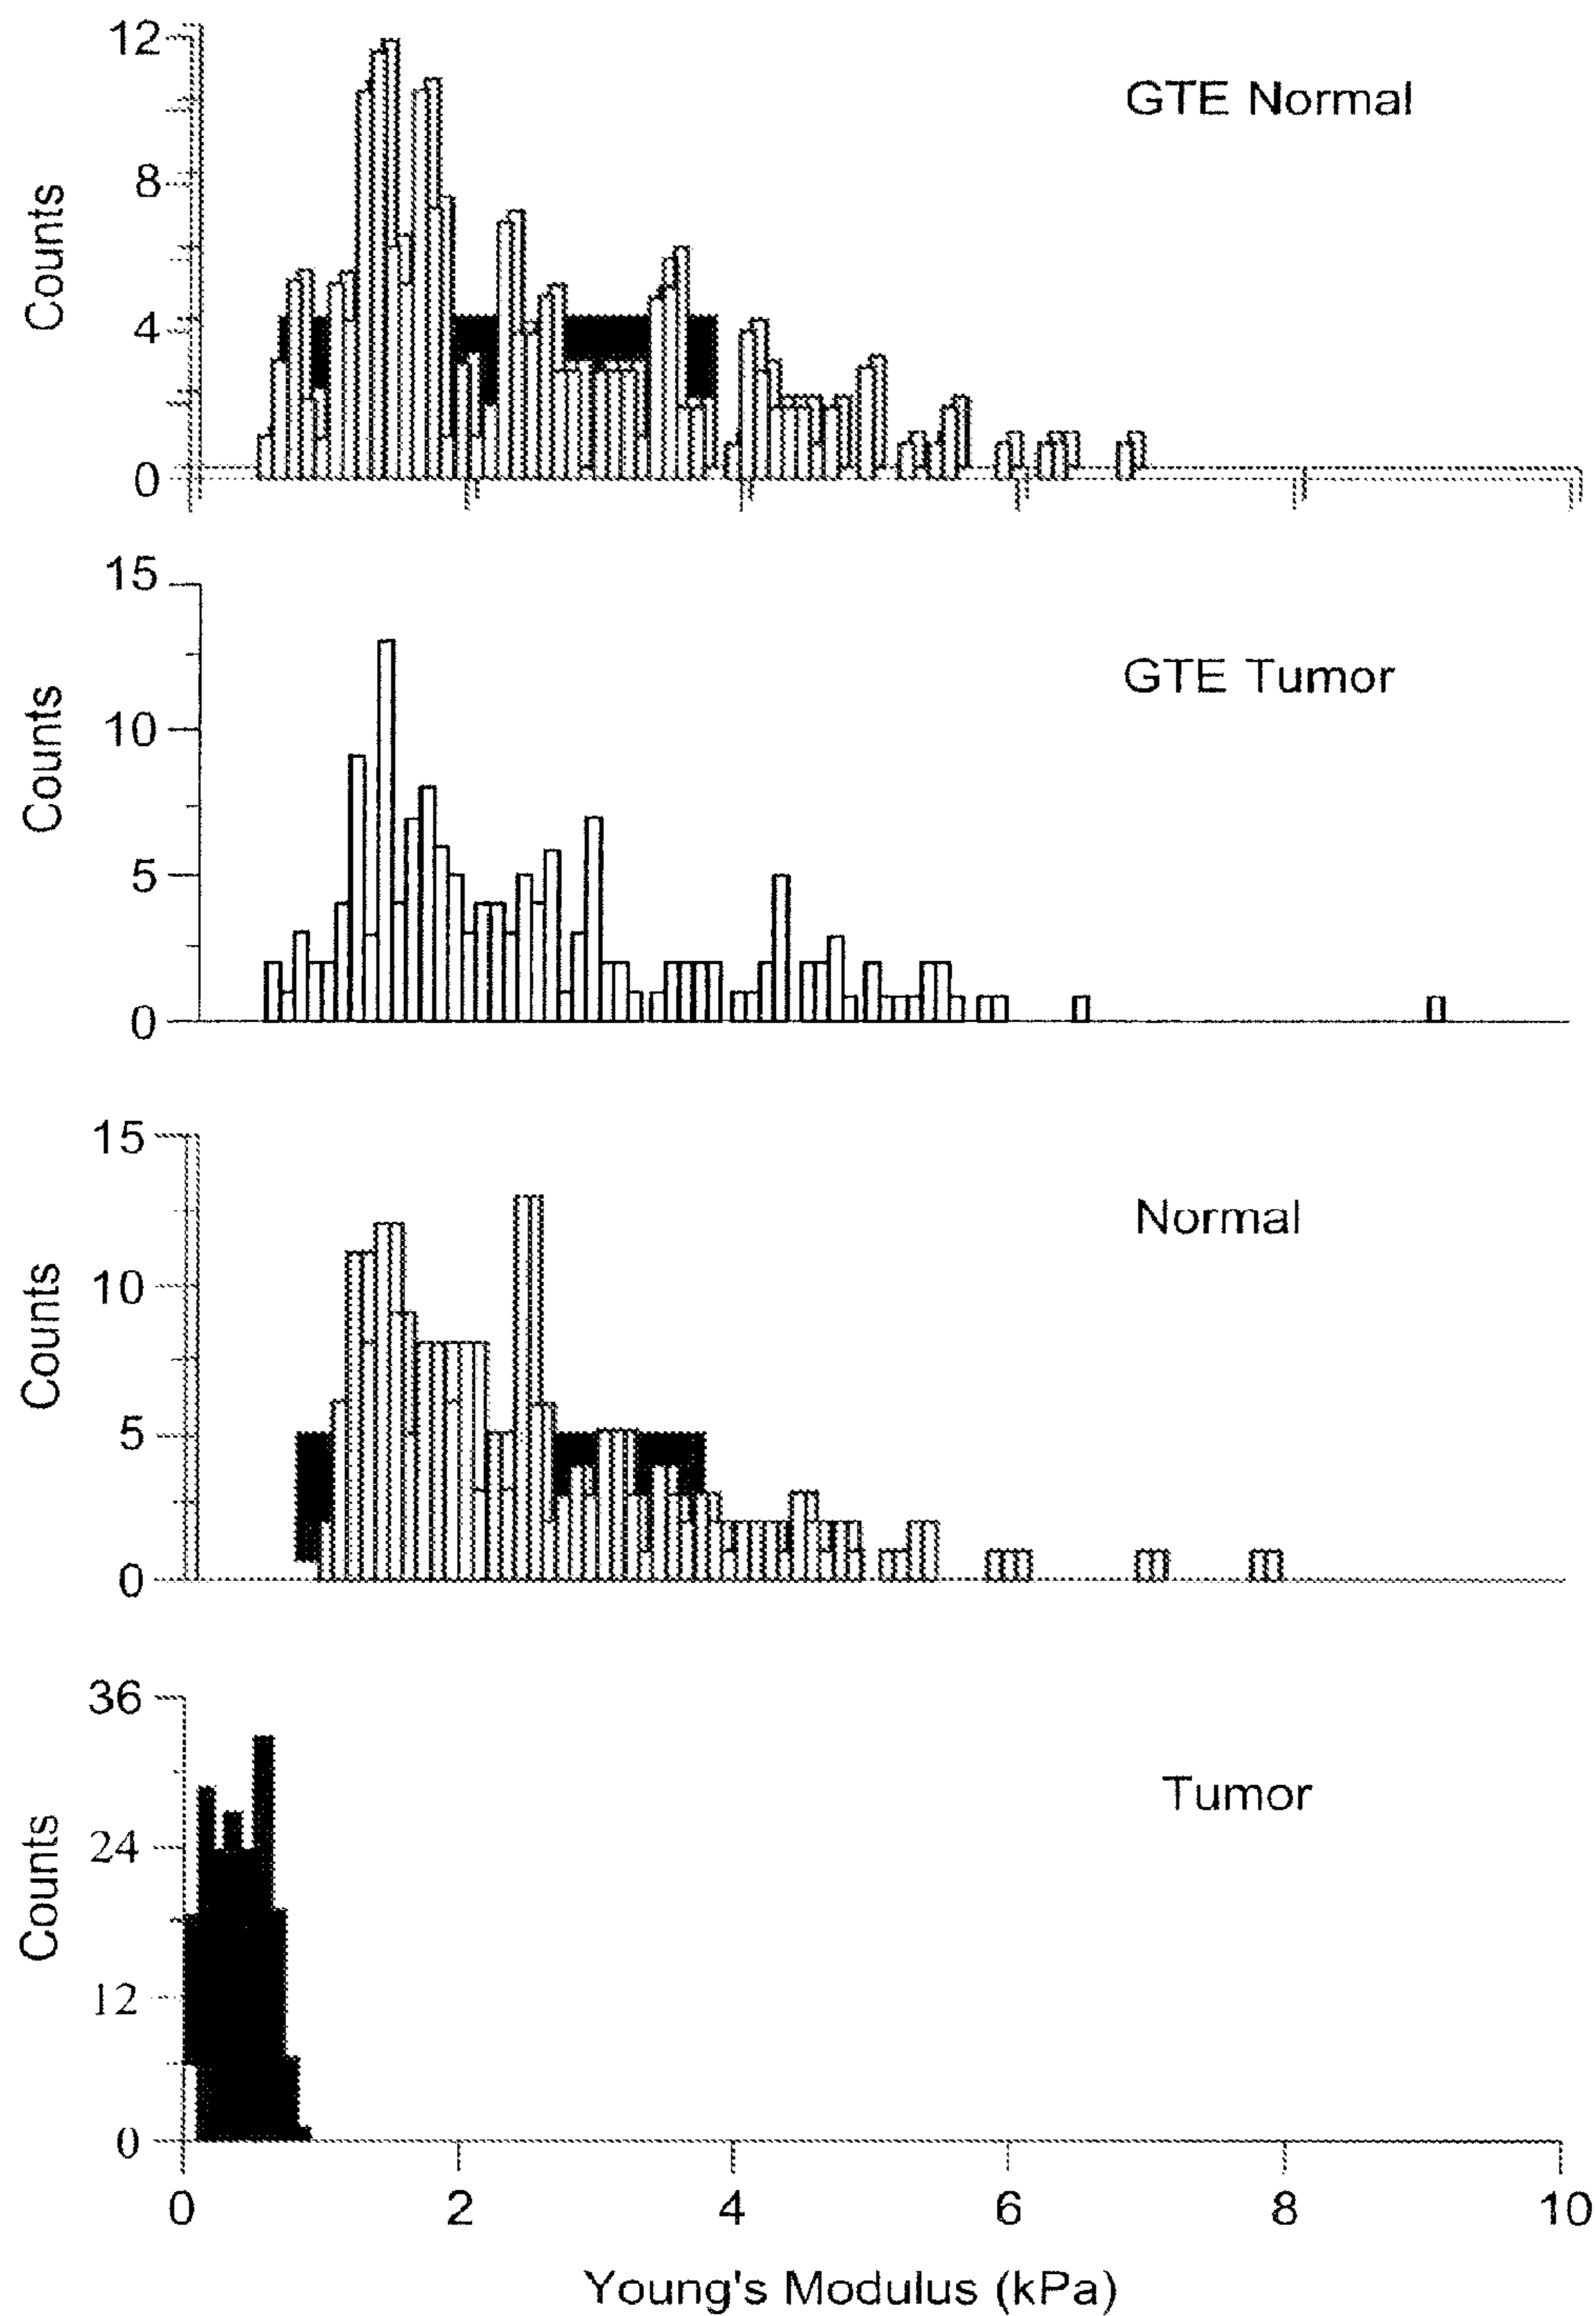 12
GTE Normal
8
Counts
4
0
15
GTE Tumor
10
Counts
5
0
15
Normal
10
Counts
5
0
36
Tumor
24
Counts
12
0
0 2 4 6 8 10
Young's Modulus (kPa)